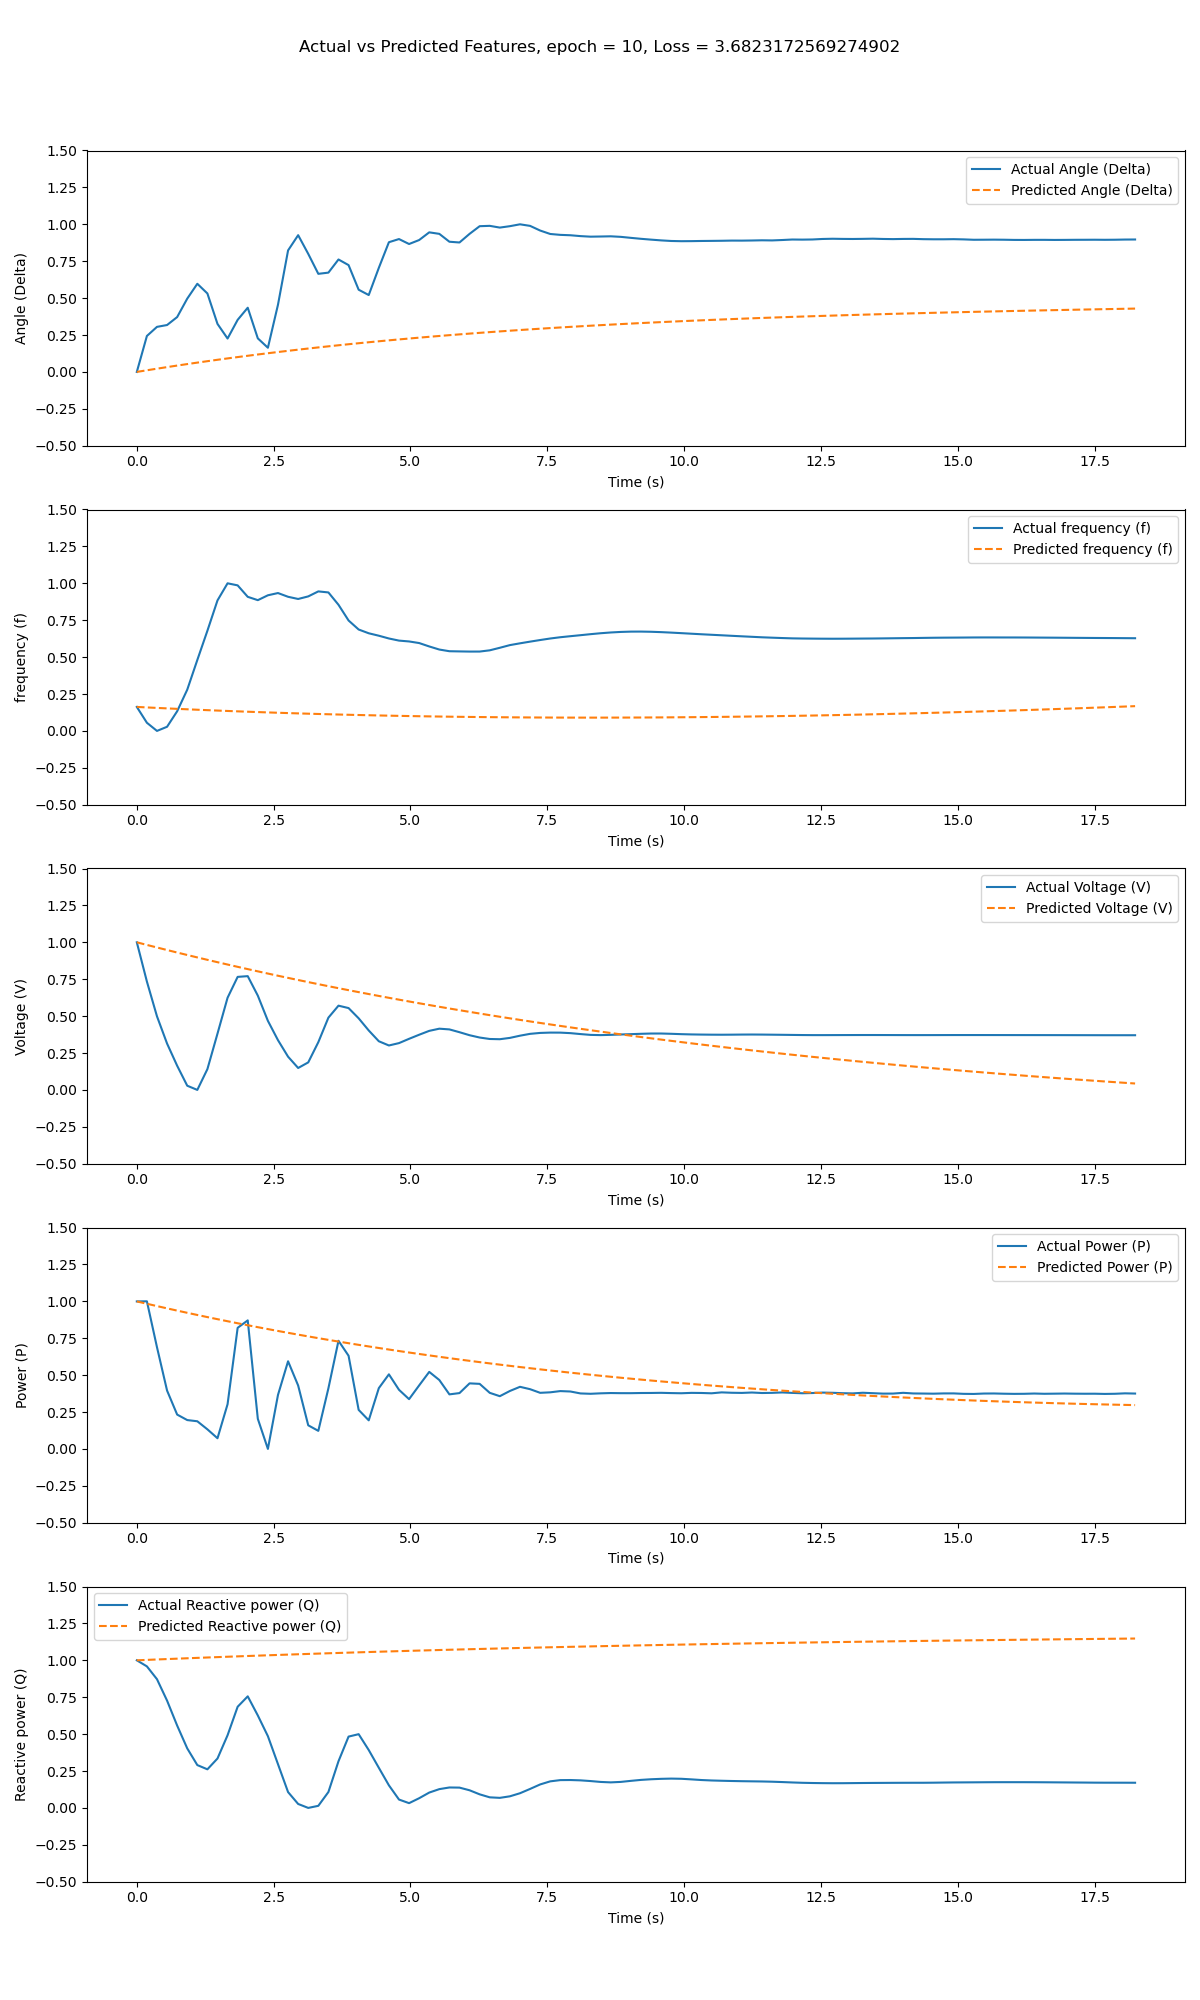 Actual vs Predicted Features, epoch = 10, Loss = 3.6823172569274902
1.50
1.25
1.00
0.75
0.50
0.25
0.00
−0.25
−0.50
Angle (Delta)
Actual Angle (Delta)
Predicted Angle (Delta)
0.0 2.5 5.0 7.5 10.0 12.5 15.0 17.5
Time (s)
1.50
1.25
1.00
0.75
0.50
0.25
0.00
−0.25
−0.50
frequency (f)
Actual frequency (f)
Predicted frequency (f)
0.0 2.5 5.0 7.5 10.0 12.5 15.0 17.5
Time (s)
1.50
1.25
1.00
0.75
0.50
0.25
0.00
−0.25
−0.50
Voltage (V)
Actual Voltage (V)
Predicted Voltage (V)
0.0 2.5 5.0 7.5 10.0 12.5 15.0 17.5
Time (s)
1.50
1.25
1.00
0.75
0.50
0.25
0.00
−0.25
−0.50
Power (P)
Actual Power (P)
Predicted Power (P)
0.0 2.5 5.0 7.5 10.0 12.5 15.0 17.5
Time (s)
1.50
1.25
1.00
0.75
0.50
0.25
0.00
−0.25
−0.50
Reactive power (Q)
Actual Reactive power (Q)
Predicted Reactive power (Q)
0.0 2.5 5.0 7.5 10.0 12.5 15.0 17.5
Time (s)